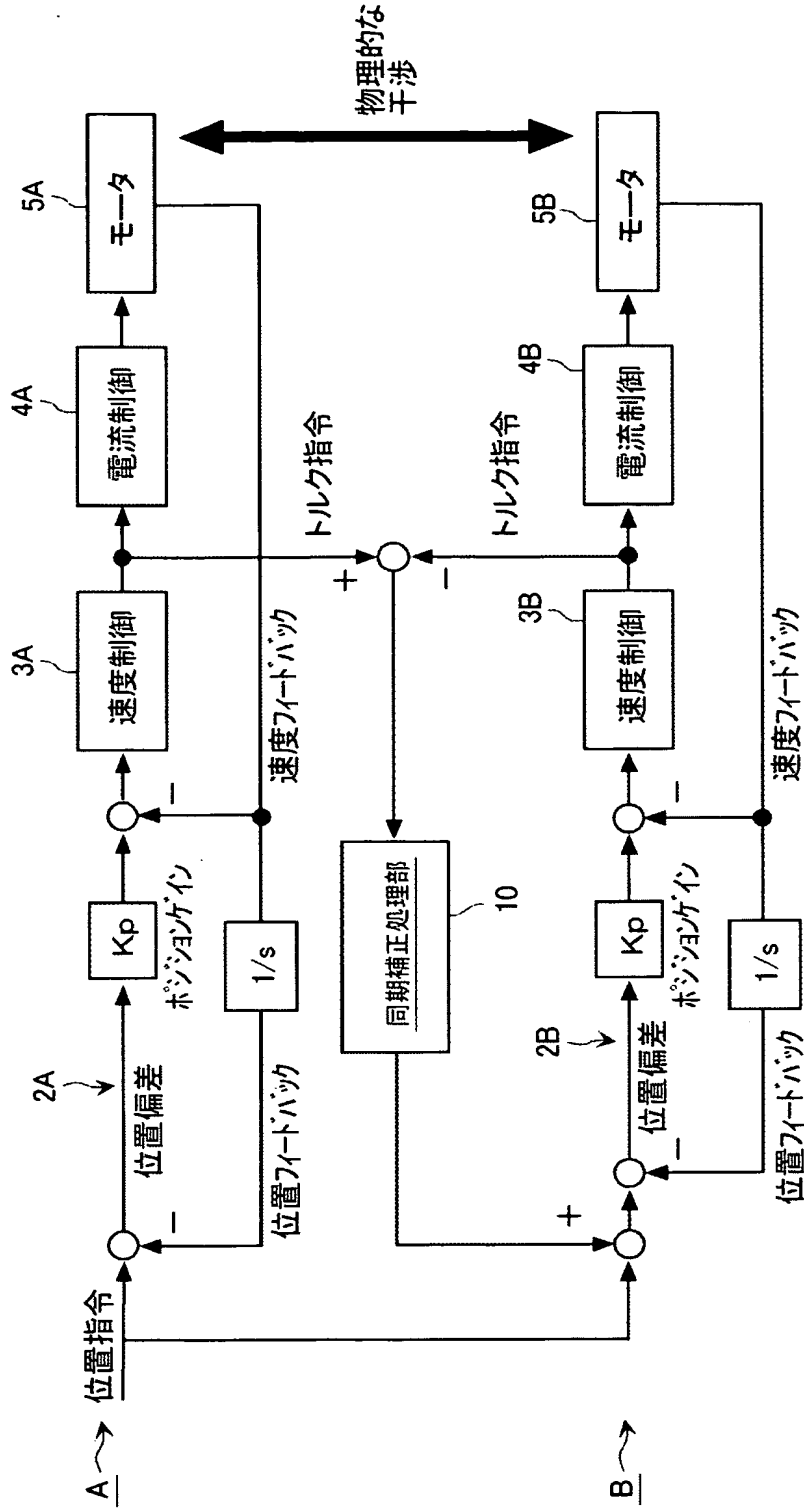 A
位置指令
2A
位置偏差
−
Kp
ポジションゲイン
−
3A
速度制御
4A
電流制御
5A
モータ
1/s
位置フィードバック
速度フィードバック
トルク指令
+
−
トルク指令
物理的な
干渉
同期補正処理部
10
B
+
2B
位置偏差
−
Kp
ポジションゲイン
−
3B
速度制御
4B
電流制御
5B
モータ
1/s
位置フィードバック
速度フィードバック